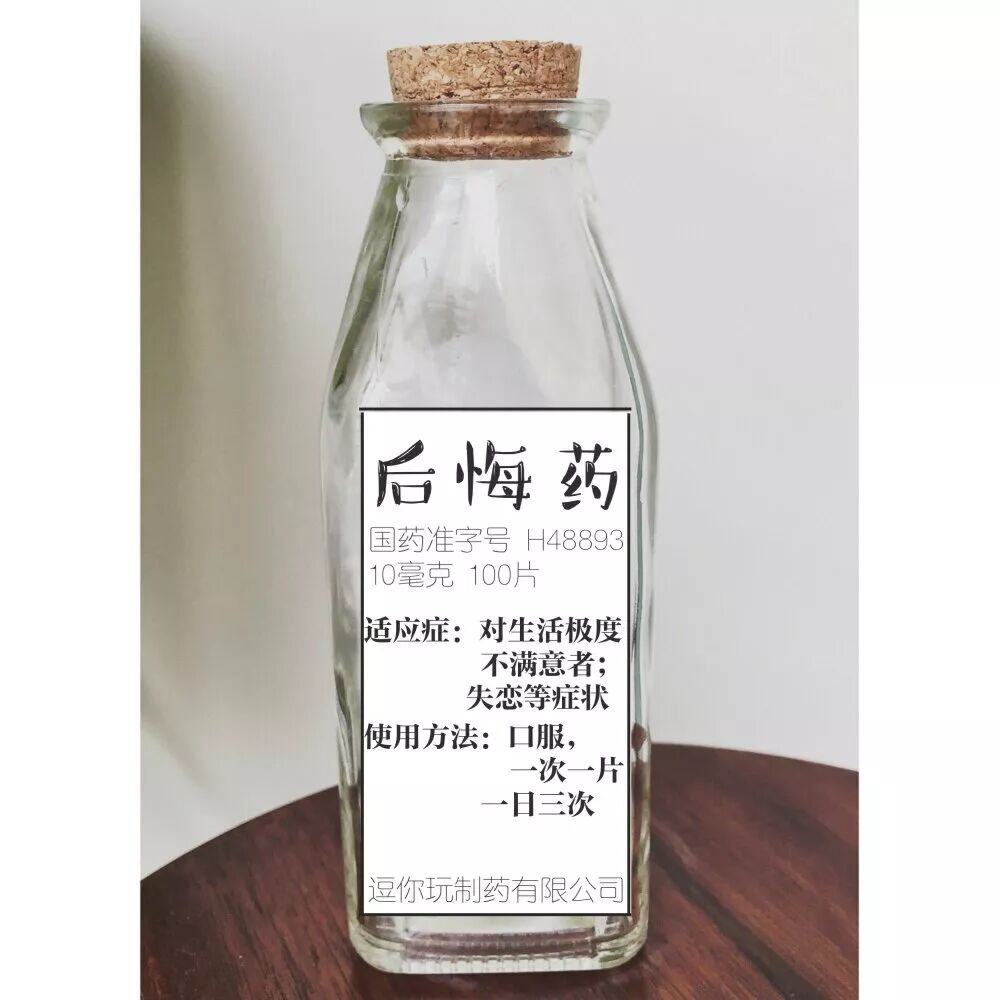 后悔药
国药准字号 H48893
10毫克 100片
适应症：对生活极度
不满意者；
失恋等症状
使用方法：口服，
一次一片
一日三次
逗你玩制药有限公司